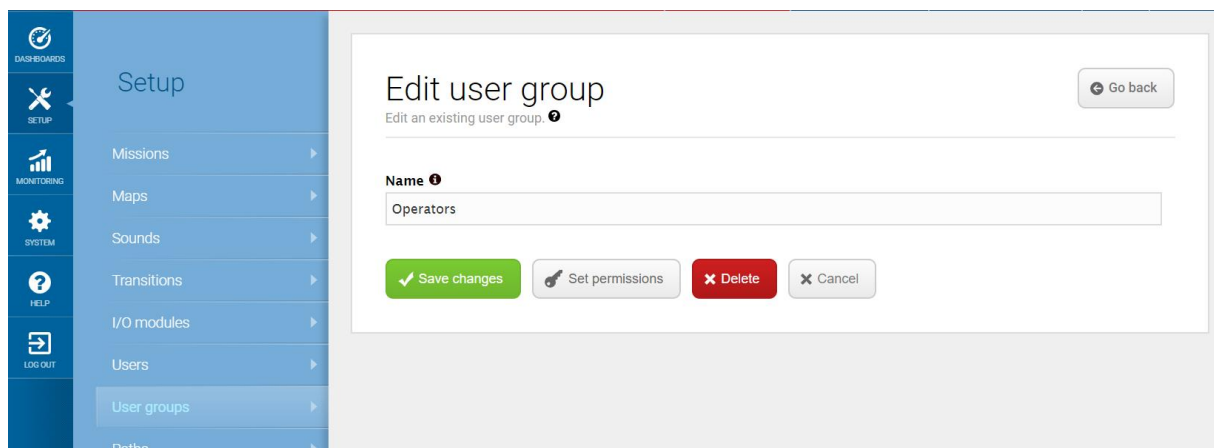 DASHBOARDS
SETUP
MONITORING
SYSTEM
HELP
LOG OUT
Setup
Missions
Maps
Sounds
Transitions
I/O modules
Users
User groups
Paths
Edit user group
Go back
Edit an existing user group.
Name
Operators
Save changes
Set permissions
Delete
Cancel